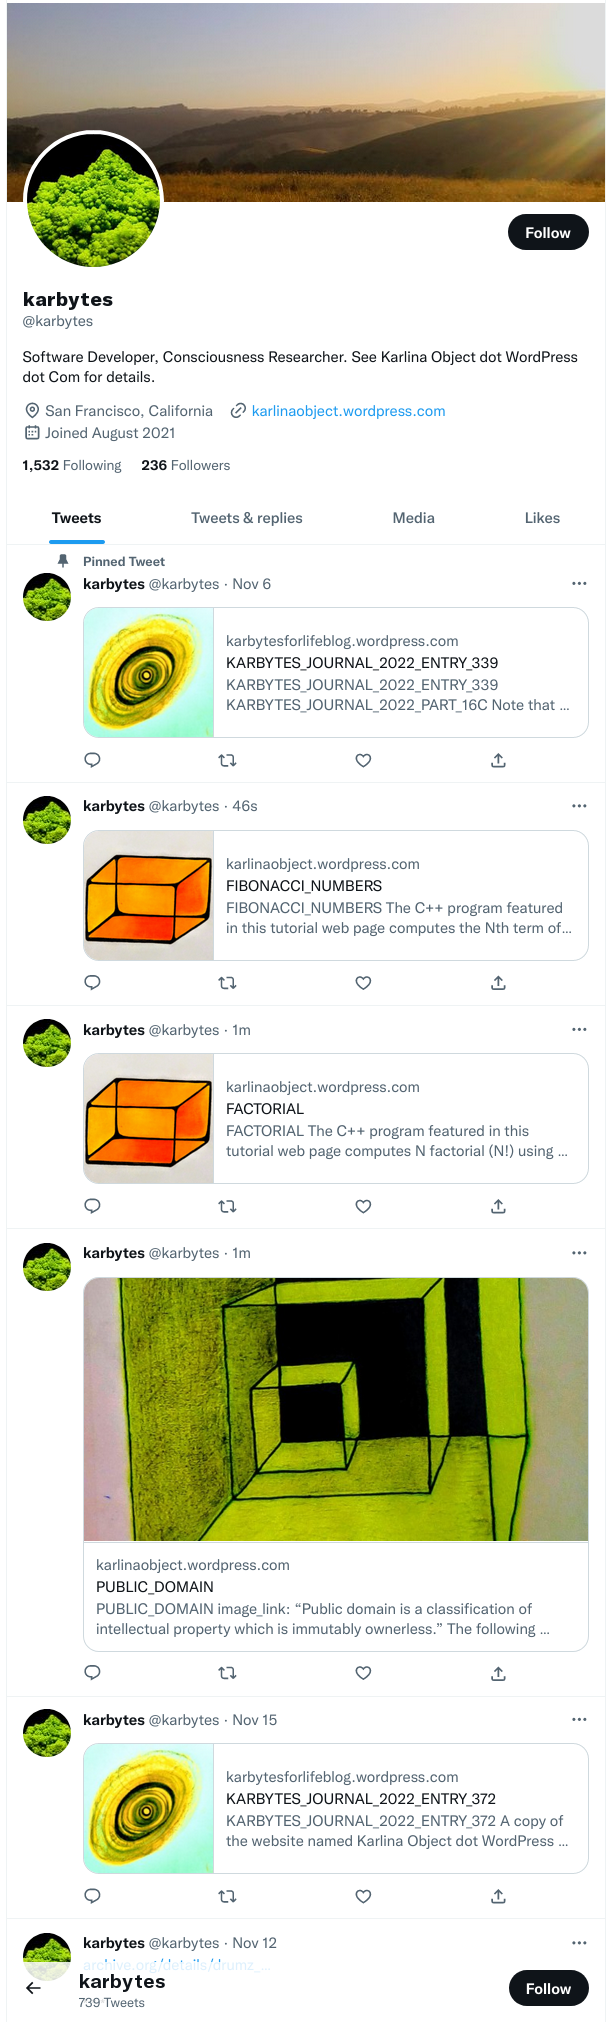 Follow
karbytes
@karbytes
Software Developer, Consciousness Researcher. See Karlina Object dot WordPress
dot Com for details.
San Francisco, California karlinaobject.wordpress.com
Joined August 2021
1,532 Following 236 Followers
Tweets Tweets & replies Media Likes
Pinned Tweet
karbytes @karbytes · Nov 6
karbytesforlifeblog.wordpress.com
KARBYTES_JOURNAL_2022_ENTRY_339
KARBYTES_JOURNAL_2022_ENTRY_339
KARBYTES_JOURNAL_2022_PART_16C Note that ...
karbytes @karbytes · 46s
karlinaobject.wordpress.com
FIBONACCI_NUMBERS
FIBONACCI_NUMBERS The C++ program featured
in this tutorial web page computes the Nth term of...
karbytes @karbytes · 1m
karlinaobject.wordpress.com
FACTORIAL
FACTORIAL The C++ program featured in this
tutorial web page computes N factorial (N!) using ...
karbytes @karbytes · 1m
karlinaobject.wordpress.com
PUBLIC_DOMAIN
PUBLIC_DOMAIN image_link: “Public domain is a classification of
intellectual property which is immutably ownerless.” The following ...
karbytes @karbytes · Nov 15
karbytesforlifeblog.wordpress.com
KARBYTES_JOURNAL_2022_ENTRY_372
KARBYTES_JOURNAL_2022_ENTRY_372 A copy of
the website named Karlina Object dot WordPress ...
karbytes @karbytes · Nov 12
archive.org/details/drumz_...
karbytes
739 Tweets
Follow